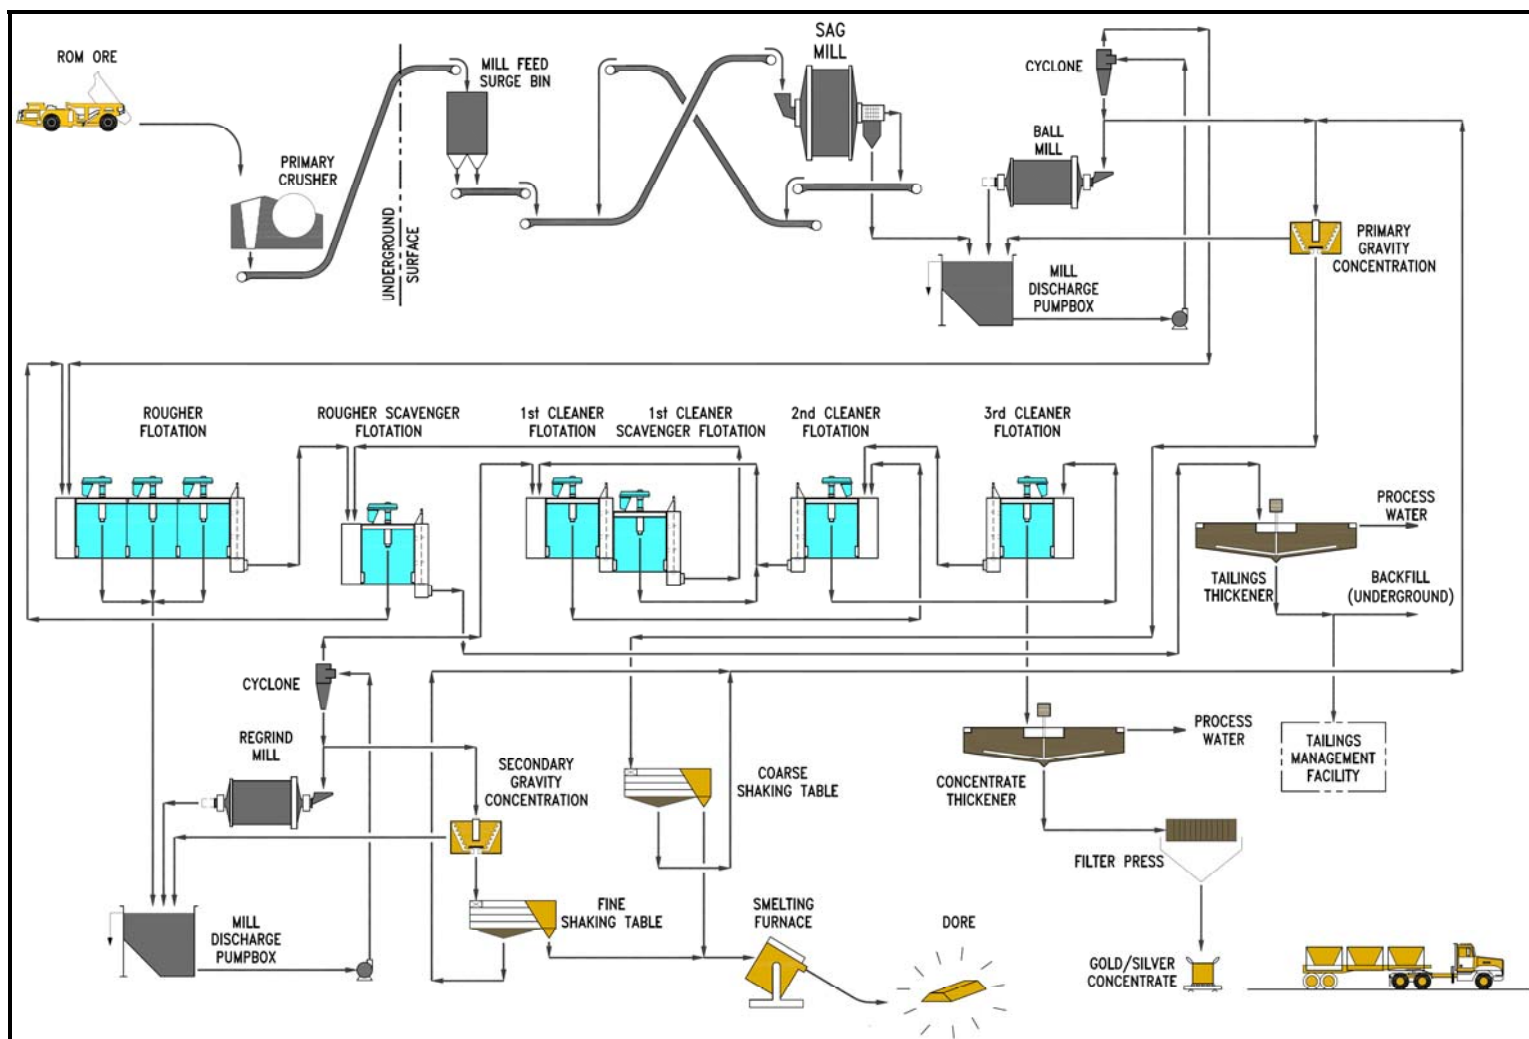 ROM ORE
PRIMARY
CRUSHER
UNDERGROUND
SURFACE
MILL FEED
SURGE BIN
SAG
MILL
CYCLONE
BALL
MILL
MILL
DISCHARGE
PUMPBOX
PRIMARY
GRAVITY
CONCENTRATION
ROUGHER
FLOTATION
ROUGHER SCAVENGER
FLOTATION
1st CLEANER
FLOTATION
1st CLEANER
SCAVENGER FLOTATION
2nd CLEANER
FLOTATION
3rd CLEANER
FLOTATION
PROCESS
WATER
TAILINGS
THICKENER
BACKFILL
(UNDERGROUND)
CYCLONE
REGRIND
MILL
SECONDARY
GRAVITY
CONCENTRATION
COARSE
SHAKING TABLE
CONCENTRATE
THICKENER
PROCESS
WATER
TAILINGS
MANAGEMENT
FACILITY
FILTER PRESS
MILL
DISCHARGE
PUMPBOX
FINE
SHAKING TABLE
SMELTING
FURNACE
DORE
GOLD/SILVER
CONCENTRATE